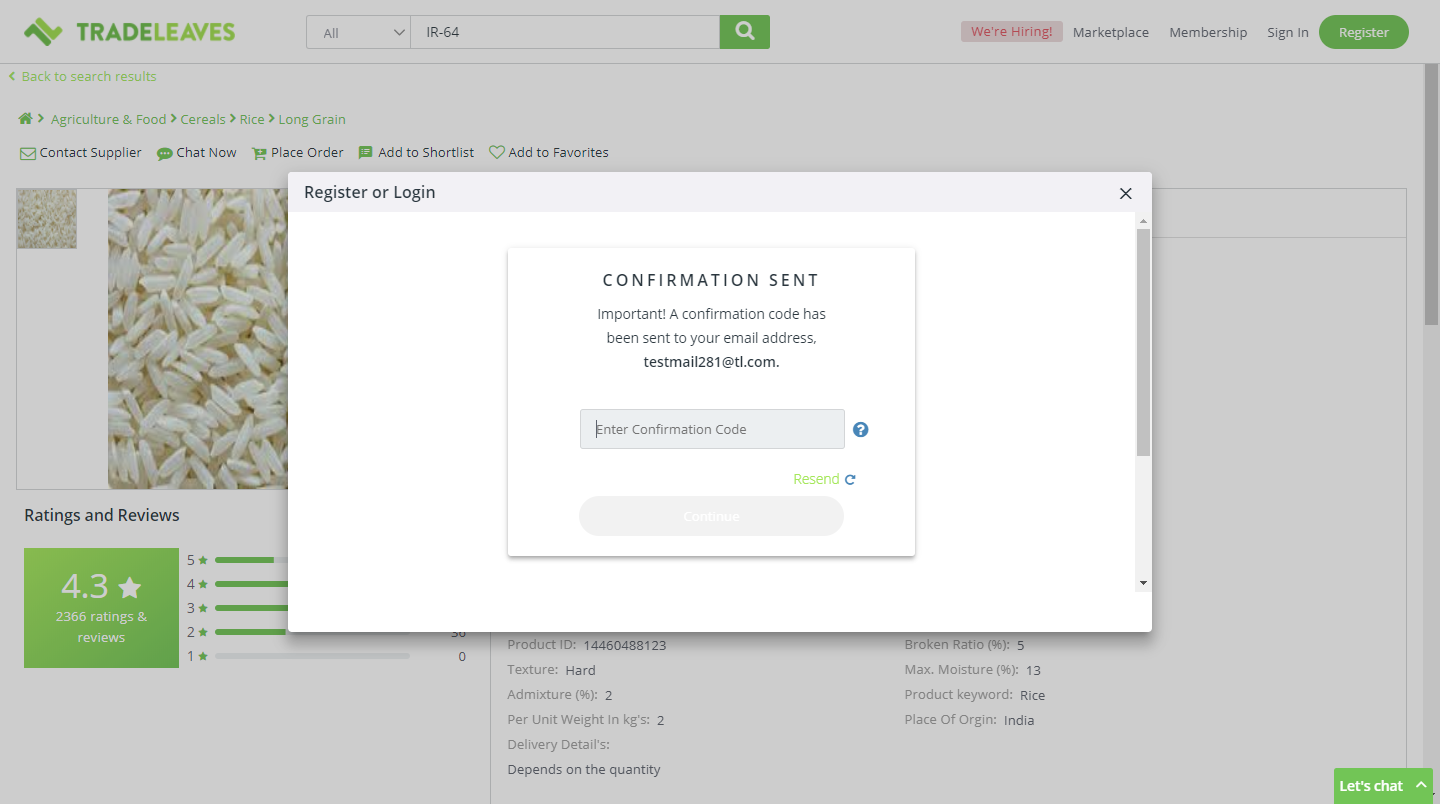 TRADELEAVES
All
IR-64
We're Hiring!
Marketplace
Membership
Sign In
Register
Back to search results
Agriculture & Food
Cereals
Rice
Long Grain
Contact Supplier
Chat Now
Place Order
Add to Shortlist
Add to Favorites
Register or Login
CONFIRMATION SENT
Important! A confirmation code has
been sent to your email address,
testmail281@tl.com.
Enter Confirmation Code
Resend
Continue
Ratings and Reviews
4.3
2366 ratings &
reviews
5
4
3
2
36
1
0
Product ID: 14460488123
Texture: Hard
Admixture (%): 2
Per Unit Weight In kg's: 2
Delivery Detail's:
Depends on the quantity
Broken Ratio (%): 5
Max. Moisture (%): 13
Product keyword: Rice
Place Of Orgin: India
Let's chat